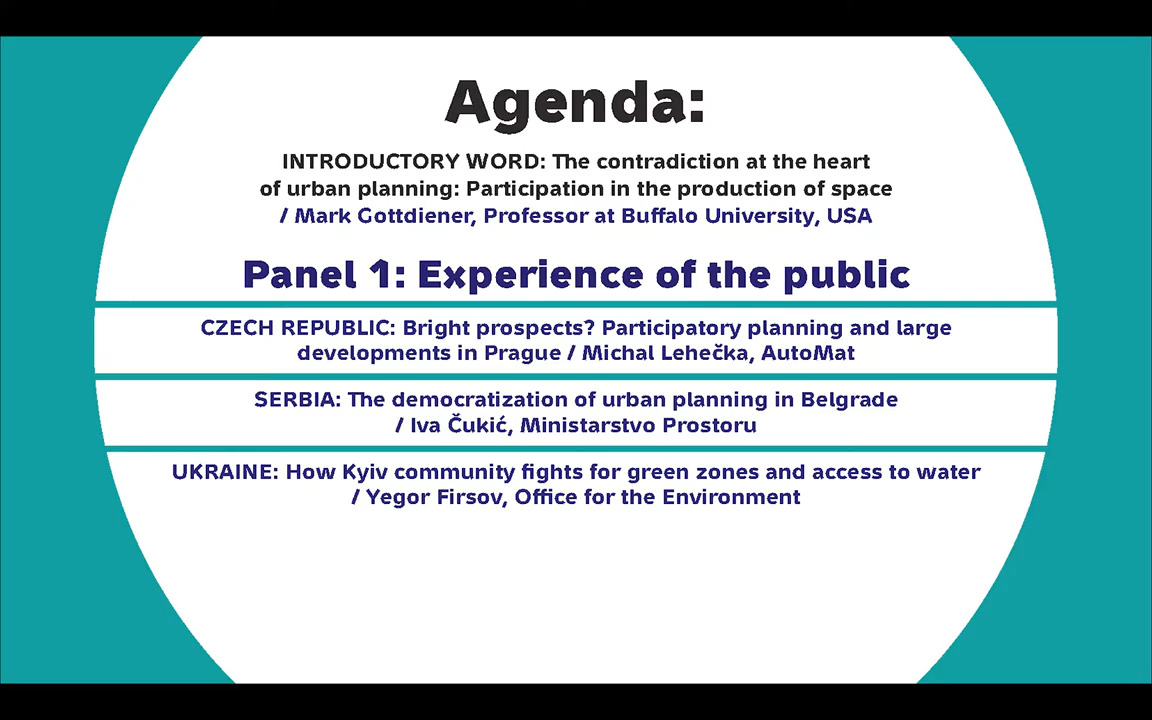 Agenda:
INTRODUCTORY WORD: The contradiction at the heart
of urban planning: Participation in the production of space
/ Mark Gottdiener, Professor at Buffalo University, USA
Panel 1: Experience of the public
CZECH REPUBLIC: Bright prospects? Participatory planning and large
developments in Prague / Michal Lehečka, AutoMat
SERBIA: The democratization of urban planning in Belgrade
/ Iva Čukić, Ministarstvo Prostoru
UKRAINE: How Kyiv community fights for green zones and access to water
/ Yegor Firsov, Office for the Environment